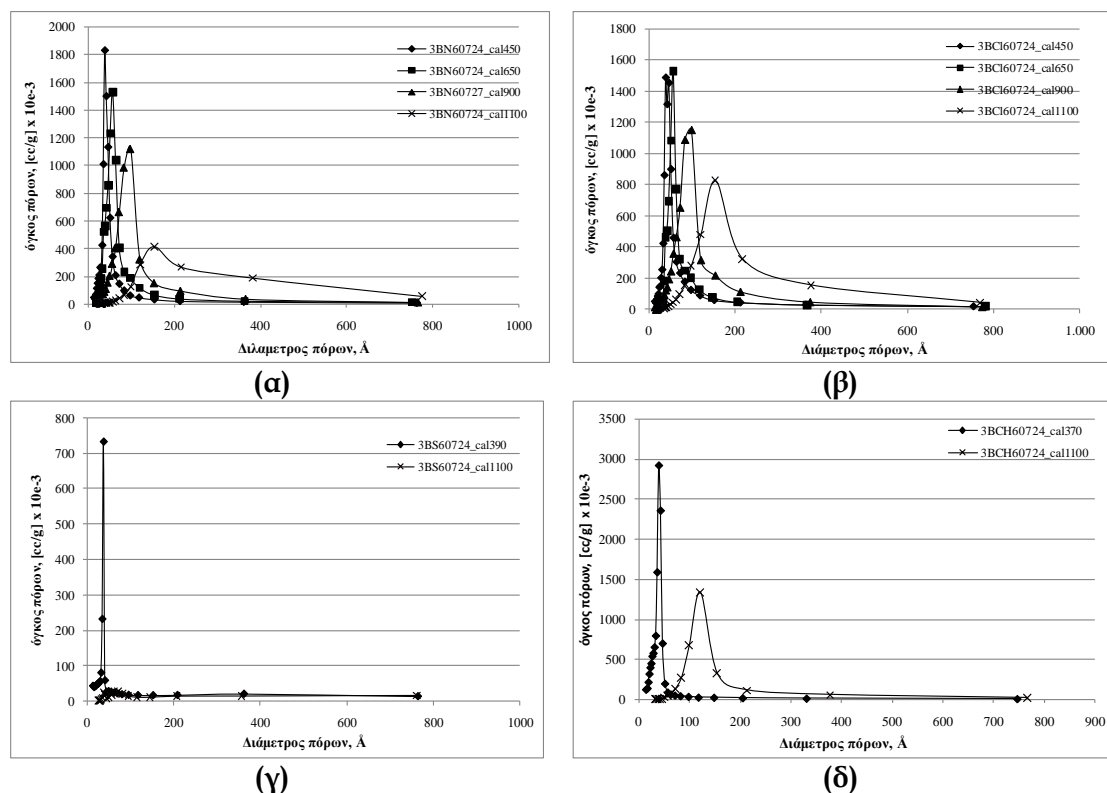 2000
1800
1600
1400
1200
1000
800
600
400
200
0
0 200 400 600 800 1000
όγκος πόρων, [cc/g] x 10e-3
Διλαμετρος πόρων, Å
3BN60724_cal450
3BN60724_cal650
3BN60727_cal900
3BN60724_cal1100
(α)
1800
1600
1400
1200
1000
800
600
400
200
0
0 200 400 600 800 1.000
όγκος πόρων, [cc/g] x 10e-3
Διάμετρος πόρων, Å
3BCl60724_cal450
3BCl60724_cal650
3BCl60724_cal900
3BCl60724_cal1100
(β)
800
700
600
500
400
300
200
100
0
0 200 400 600 800 1000
όγκος πόρων, [cc/g] x 10e-3
Διάμετρος πόρων, Å
3BS60724_cal390
3BS60724_cal1100
(γ)
3500
3000
2500
2000
1500
1000
500
0
0 100 200 300 400 500 600 700 800 900
όγκος πόρων, [cc/g] x 10e-3
Διάμετρος πόρων, Å
3BCH60724_cal370
3BCH60724_cal1100
(δ)